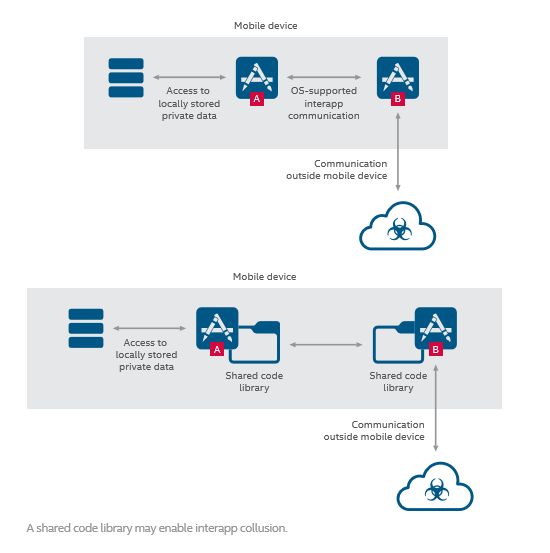 Mobile device
Access to
locally stored
private data
A
OS-supported
interapp
communication
B
Communication
outside mobile device
Mobile device
Access to
locally stored
private data
A
Shared code
library
Shared code
library
B
Communication
outside mobile device
A shared code library may enable interapp collusion.